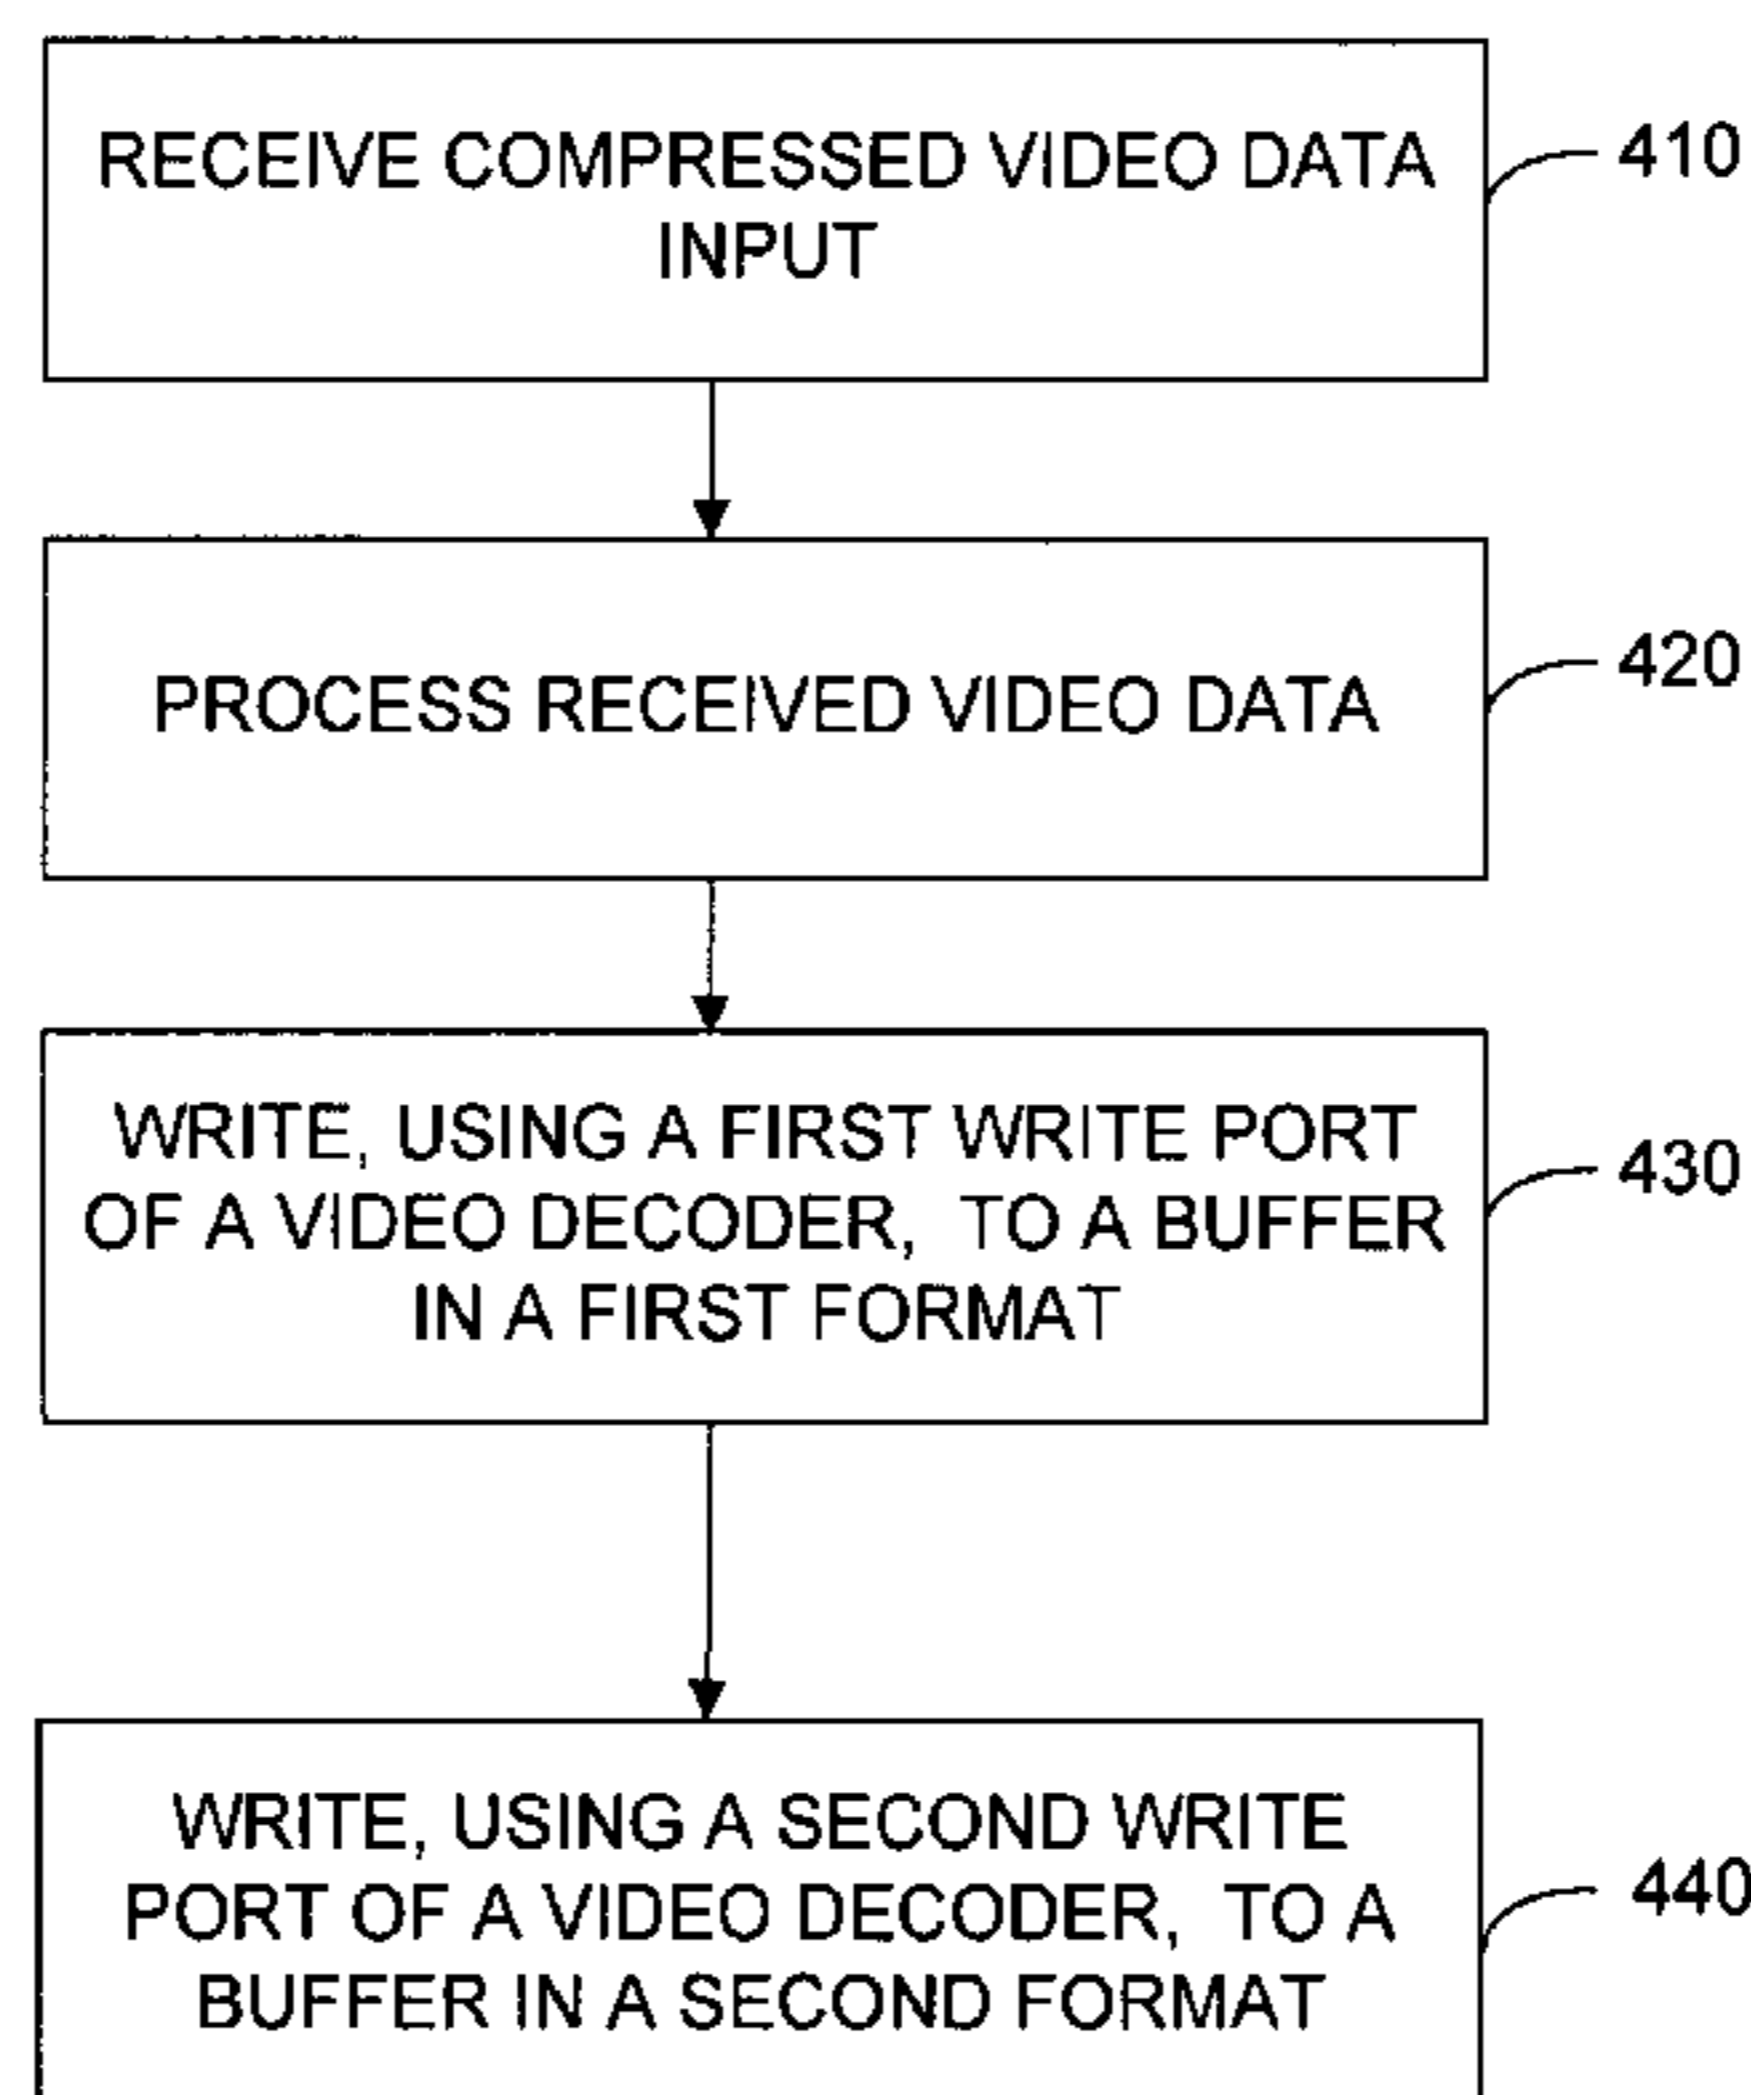 RECEIVE COMPRESSED VIDEO DATA
INPUT
410
PROCESS RECEIVED VIDEO DATA
420
WRITE, USING A FIRST WRITE PORT
OF A VIDEO DECODER, TO A BUFFER
IN A FIRST FORMAT
430
WRITE, USING A SECOND WRITE
PORT OF A VIDEO DECODER, TO A
BUFFER IN A SECOND FORMAT
440